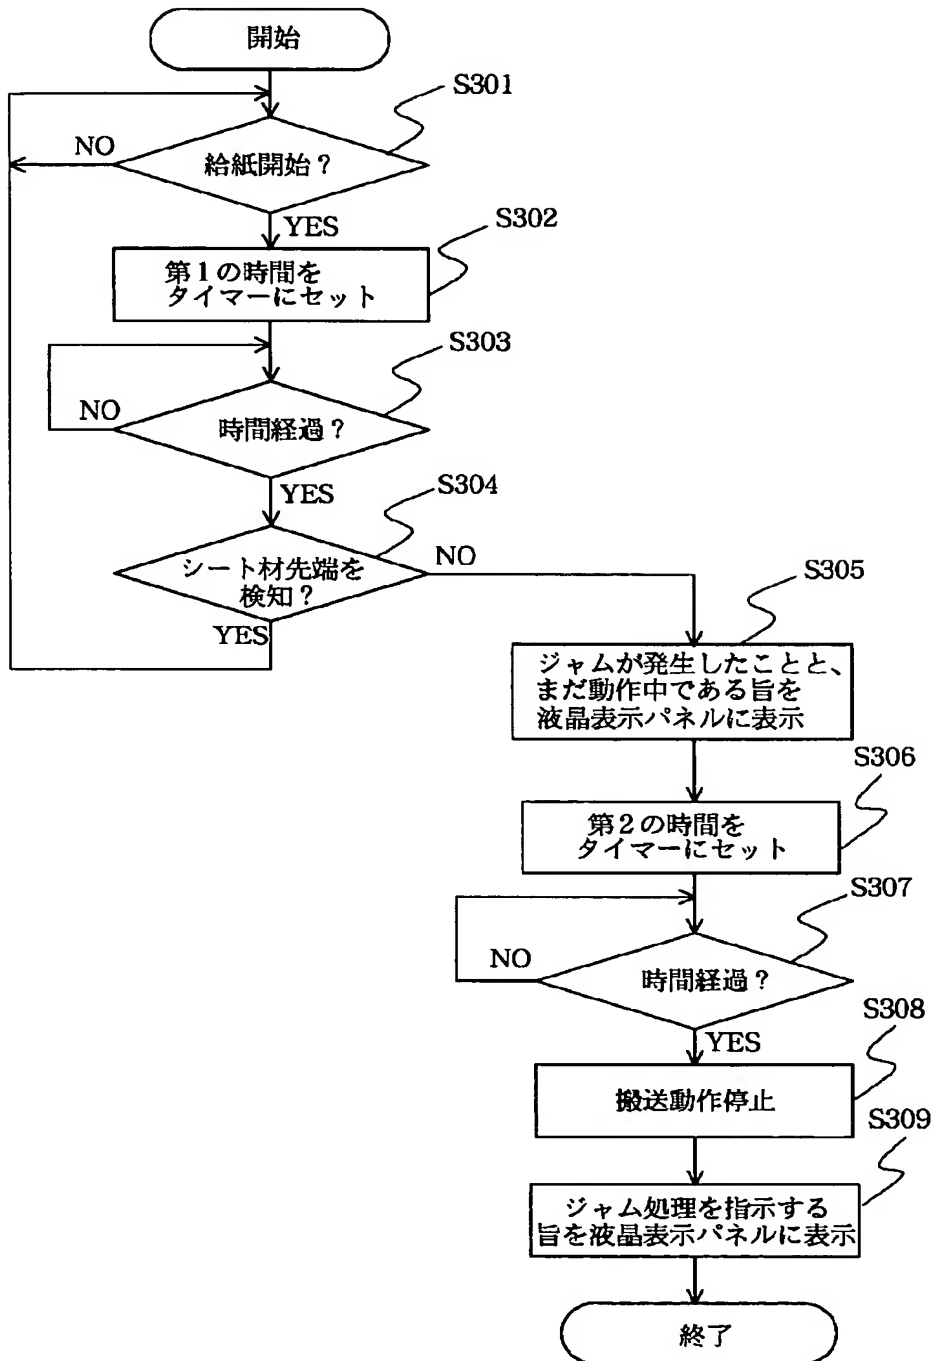 開始
S301
NO
給紙開始？
YES
S302
第１の時間を
タイマーにセット
S303
NO
時間経過？
YES
S304
シート材先端を
検知？
NO
YES
S305
ジャムが発生したことと、
まだ動作中である旨を
液晶表示パネルに表示
S306
第２の時間を
タイマーにセット
S307
NO
時間経過？
YES
S308
搬送動作停止
S309
ジャム処理を指示する
旨を液晶表示パネルに表示
終了